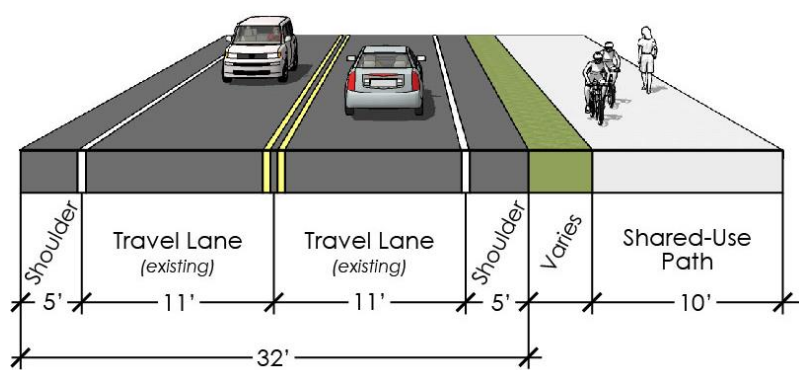 Shoulder
Travel Lane
(existing)
Travel Lane
(existing)
Shoulder
Varies
Shared-Use
Path
5'
11'
11'
5'
10'
32'